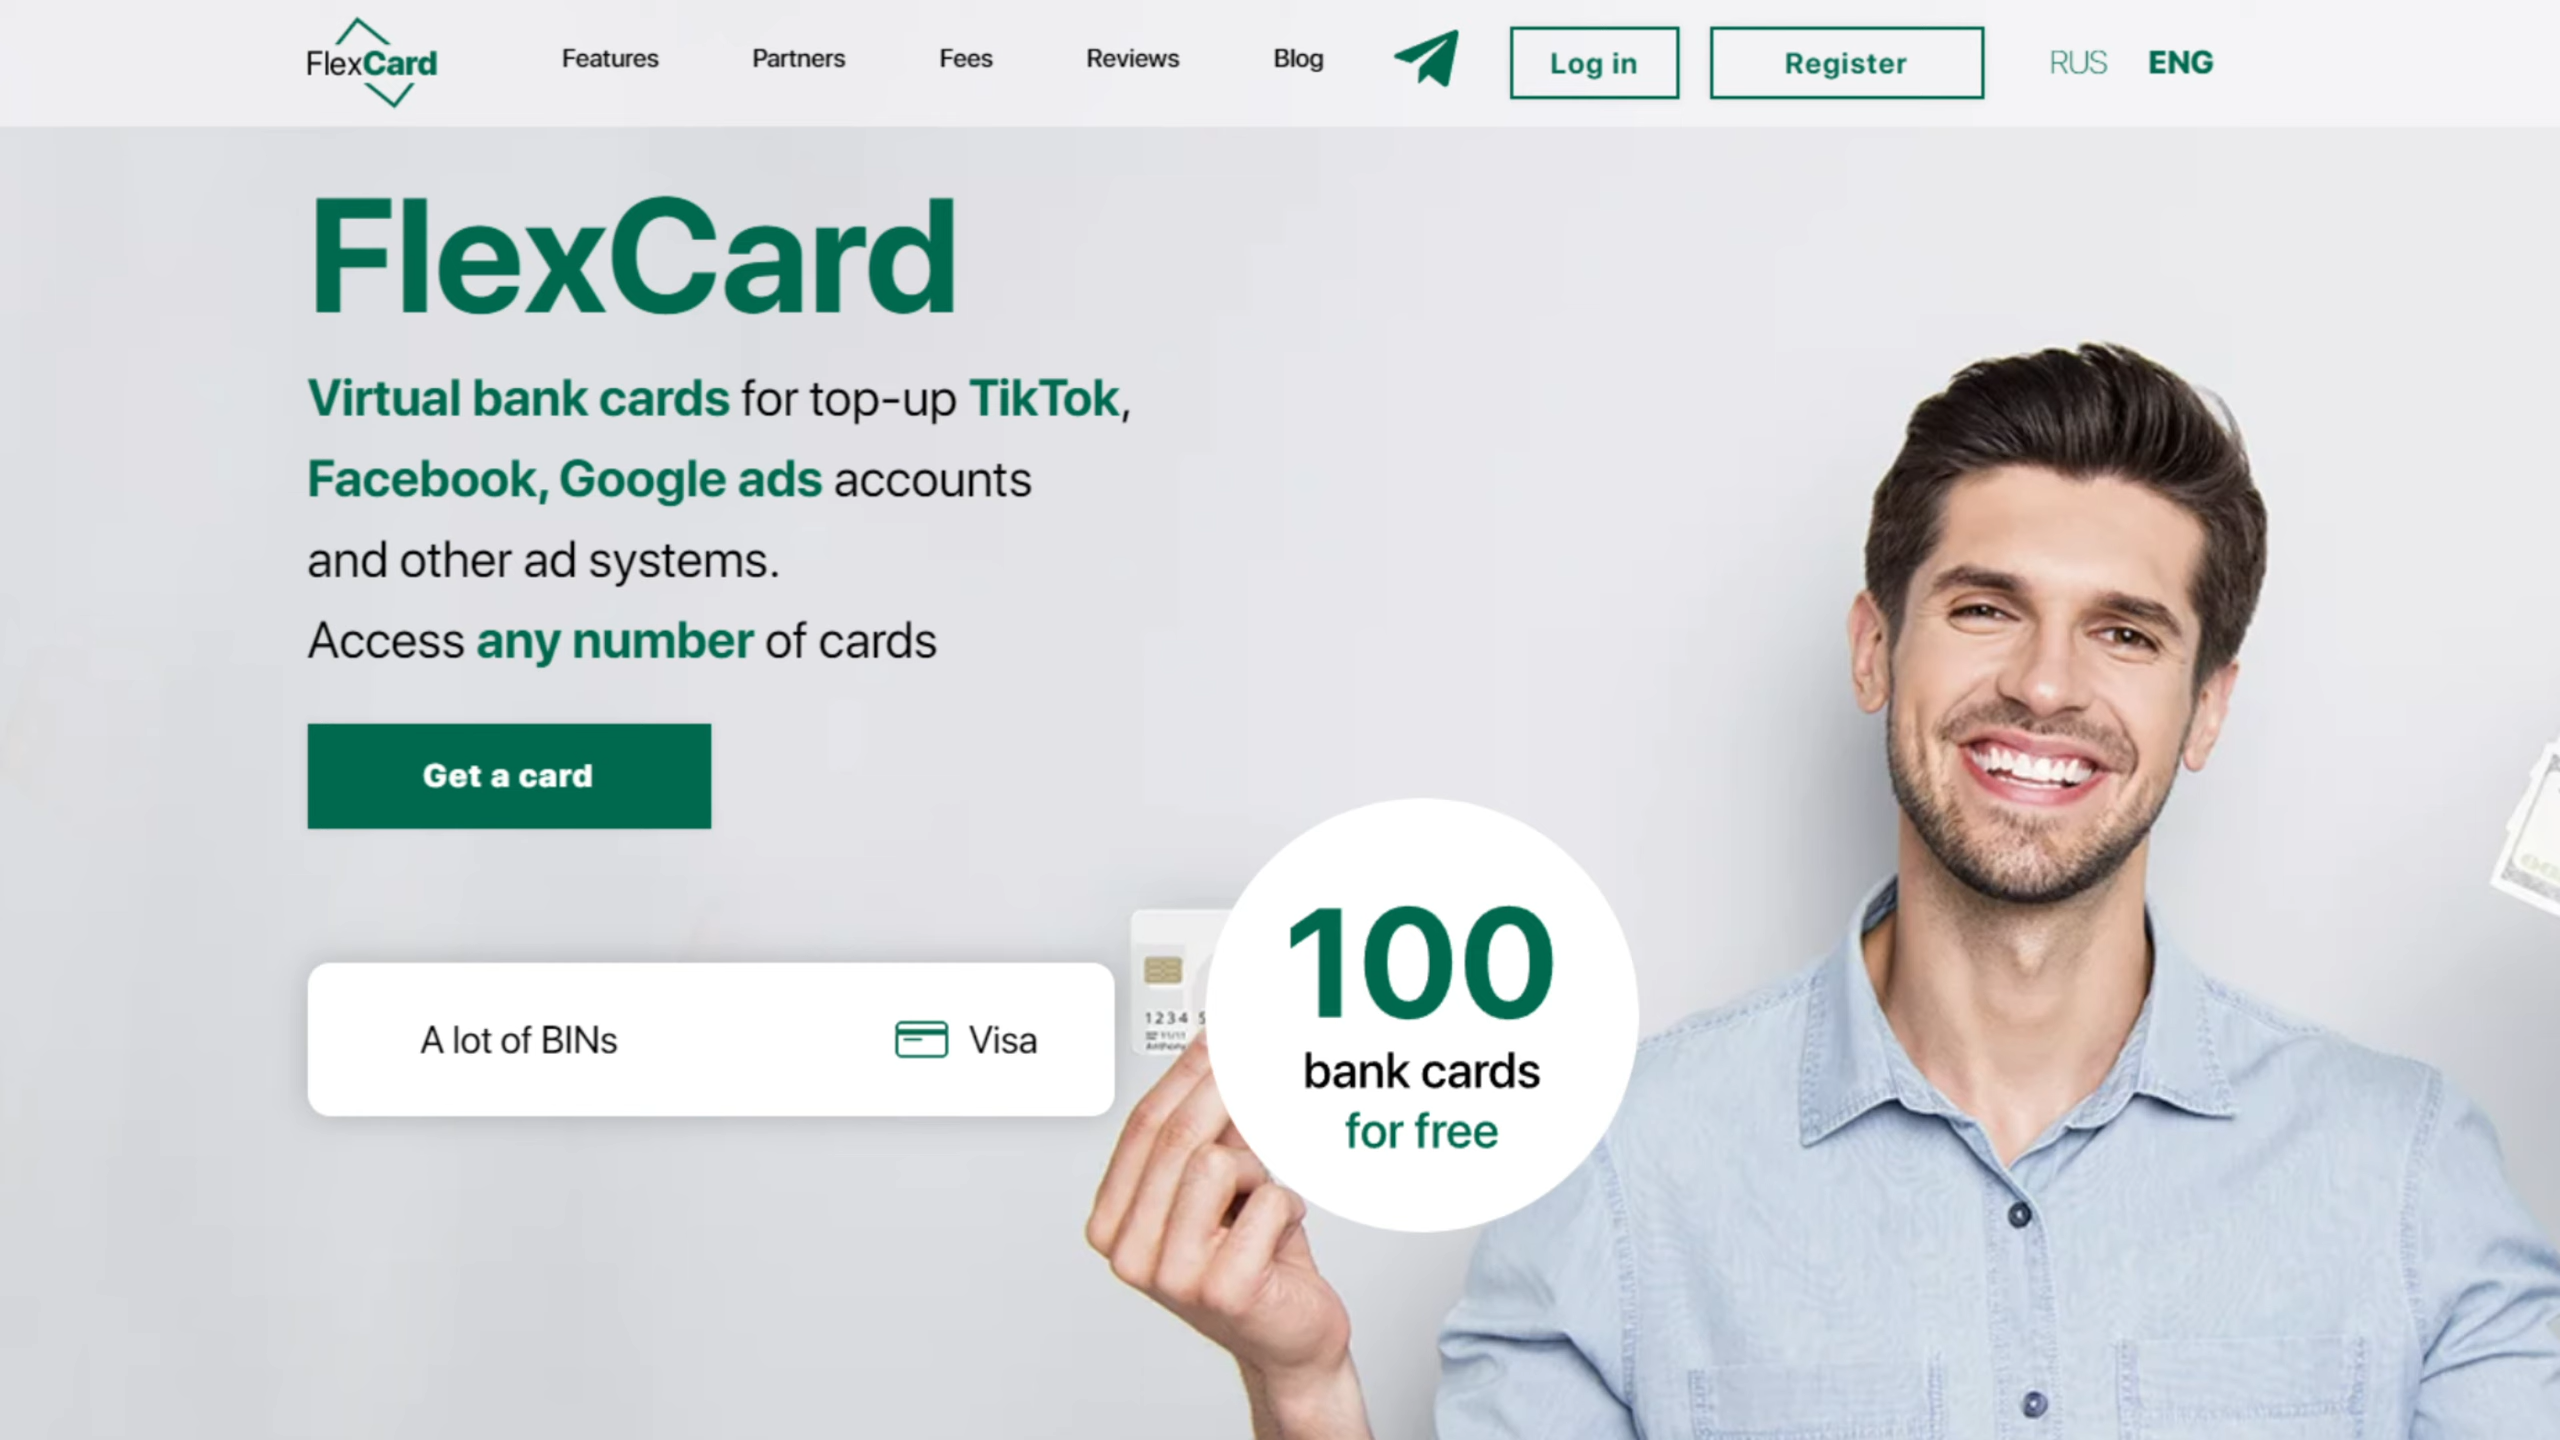 FlexCard
Features
Partners
Fees
Reviews
Blog
Log in
Register
RUS
ENG
FlexCard
Virtual bank cards for top-up TikTok,
Facebook, Google ads accounts
and other ad systems.
Access any number of cards
Get a card
A lot of BINs
Visa
1234 5
100
bank cards
for free